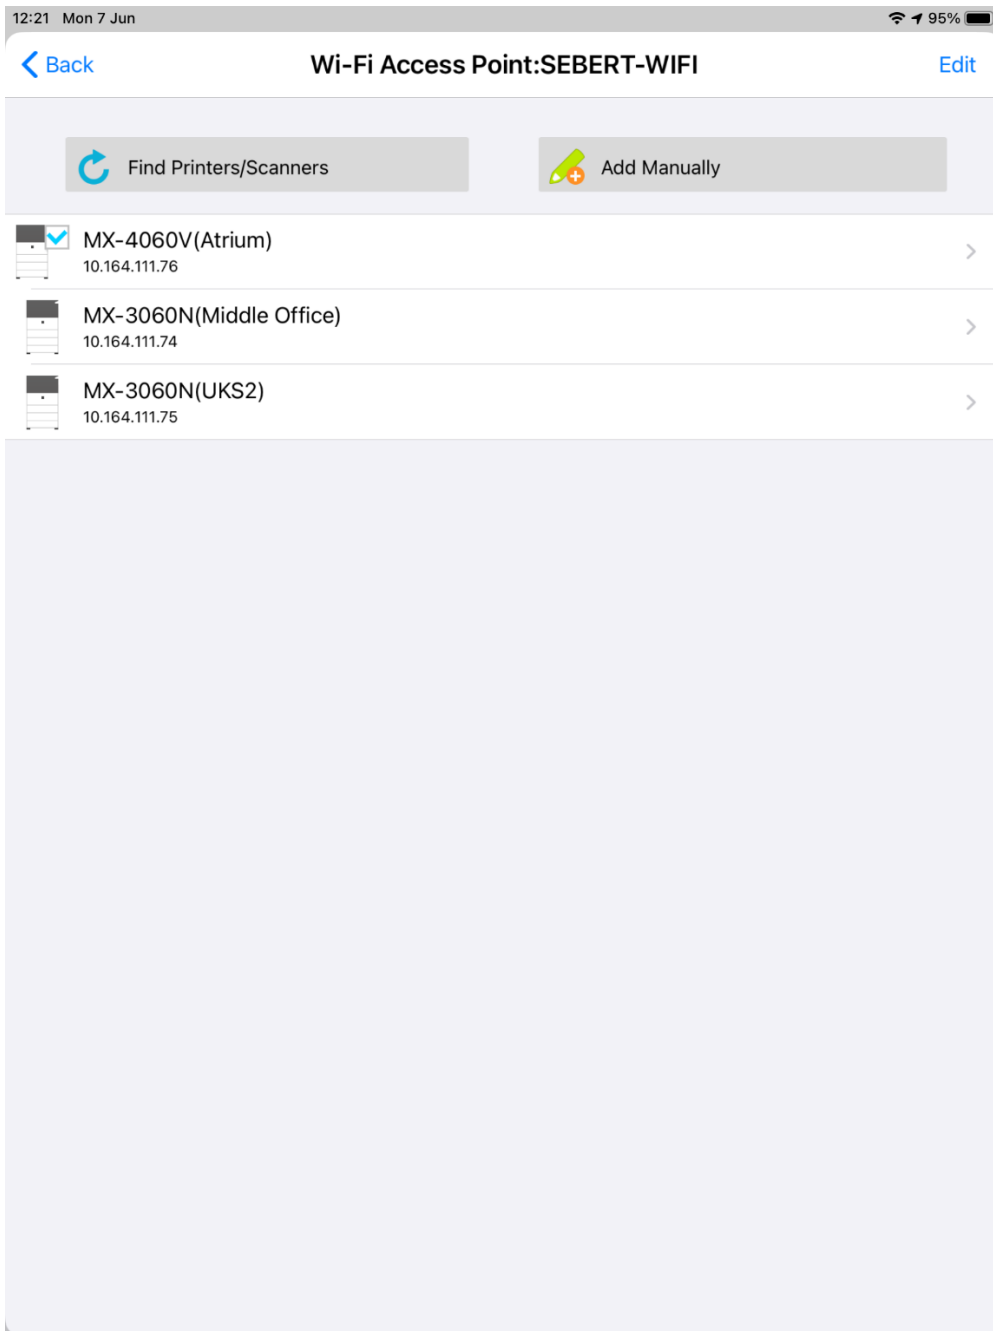 12:21 Mon 7 Jun 95%
Back Wi-Fi Access Point:SEBERT-WIFI Edit
Find Printers/Scanners Add Manually
MX-4060V(Atrium)
10.164.111.76
MX-3060N(Middle Office)
10.164.111.74
MX-3060N(UKS2)
10.164.111.75